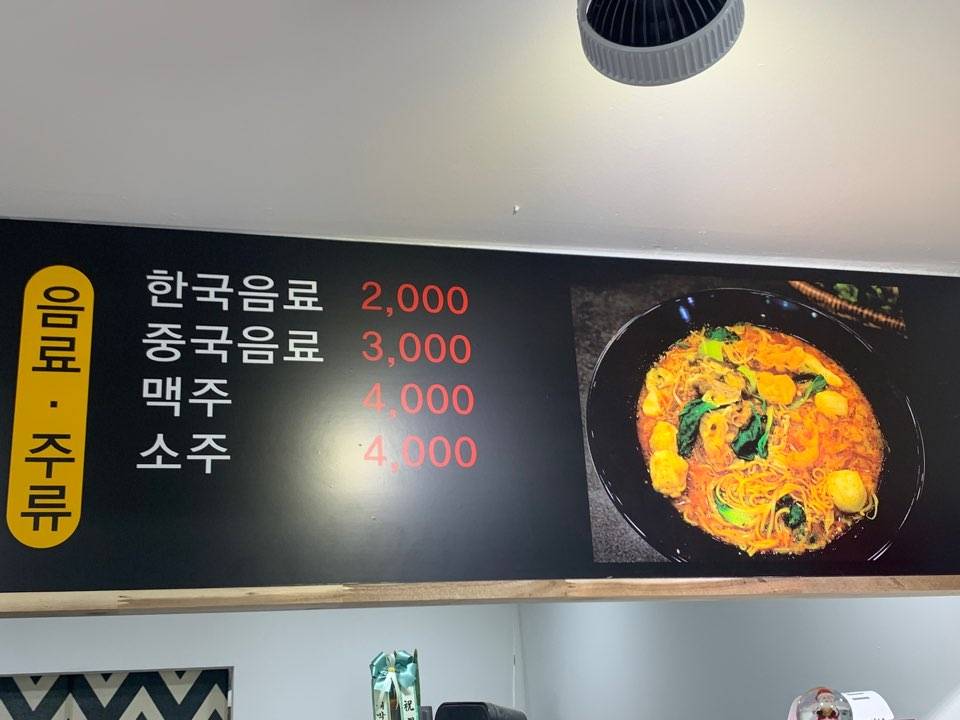 음료 · 주류
한국음료 2,000
중국음료 3,000
맥주 4,000
소주 4,000
祝